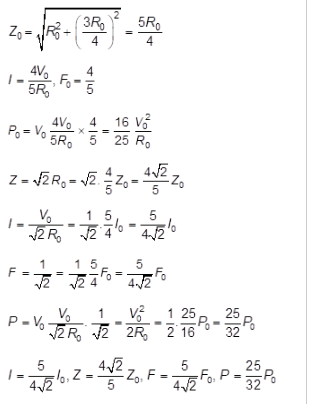 Z₀ = √(R₀² + (3R₀/4)²) = 5R₀/4
I = 4V₀/5R₀, F₀ = 4/5
P₀ = V₀ 4V₀/5R₀ × 4/5 = 16/25 V₀²/R₀
Z = √2 R₀ = √2. 4/5 Z₀ = 4√2/5 Z₀
I = V₀/√2 R₀ = 1/√2 . 5/4 I₀ = 5/4√2 I₀
F = 1/√2 = 1/√2 5/4 F₀ = 5/4√2 F₀
P = V₀ V₀/√2 R₀ . 1/√2 = V₀²/2R₀ = 1/2 . 25/16 P₀ = 25/32 P₀
I = 5/4√2 I₀, Z = 4√2/5 Z₀, F = 5/4√2 F₀, P = 25/32 P₀